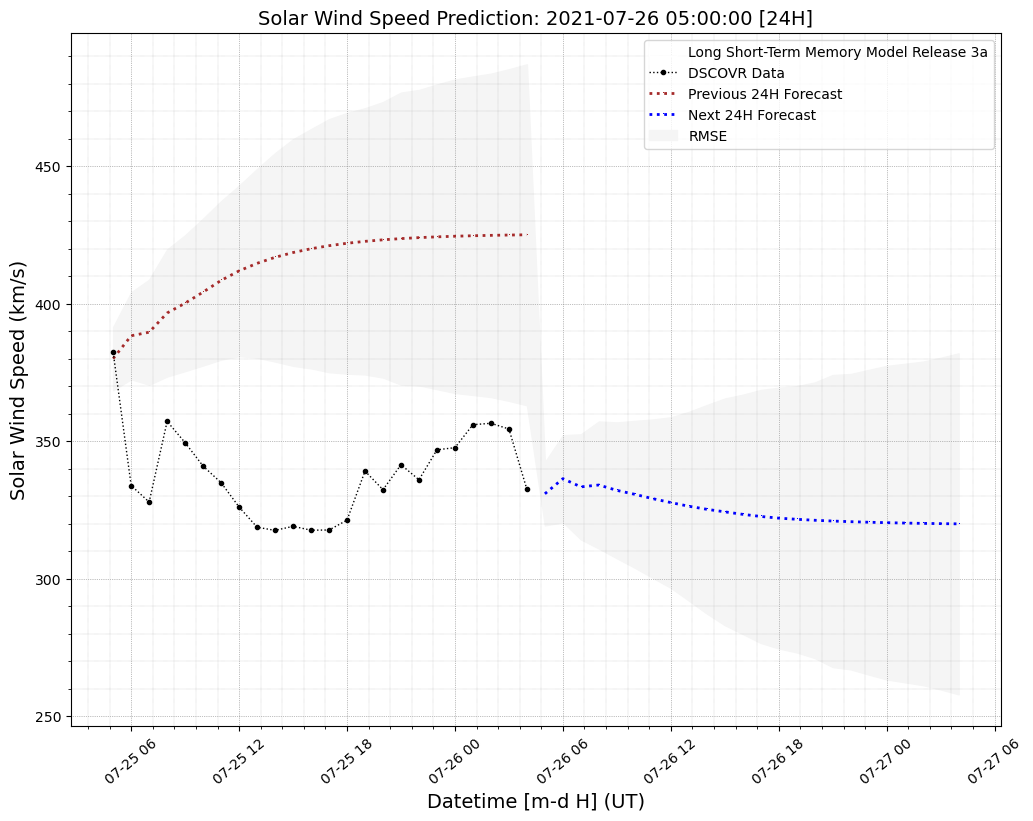 Solar Wind Speed Prediction: 2021-07-26 05:00:00 [24H]
Long Short-Term Memory Model Release 3a
DSCOVR Data
Previous 24H Forecast
Next 24H Forecast
RMSE
Solar Wind Speed (km/s)
450
400
350
300
250
07-25 06
07-25 12
07-25 18
07-26 00
07-26 06
07-26 12
07-26 18
07-27 00
07-27 06
Datetime [m-d H] (UT)